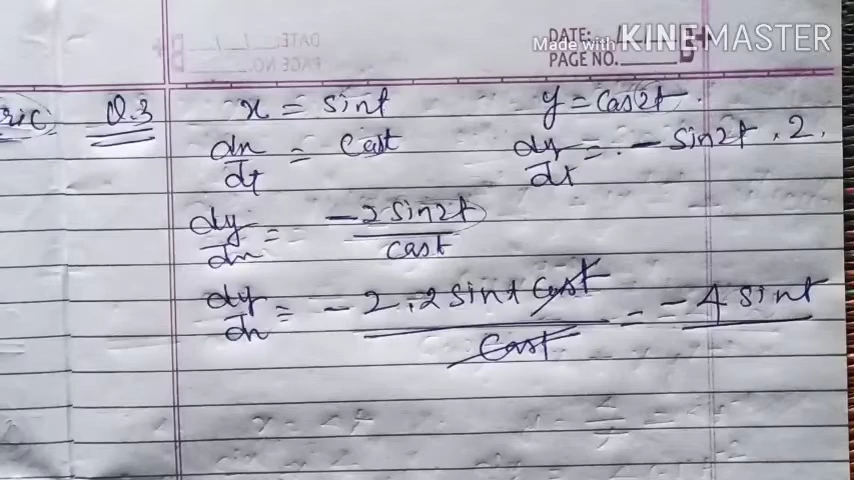 DATE: / /
Made with KINEMASTER
PAGE NO.
ric Q.3 x = sint y = cos2t.
dx/dt = cost dy/dt = - sin2t . 2.
dy/dx = -2 sin2t / cost
dy/dx = -2.2 sint cost / cost = -4 sint